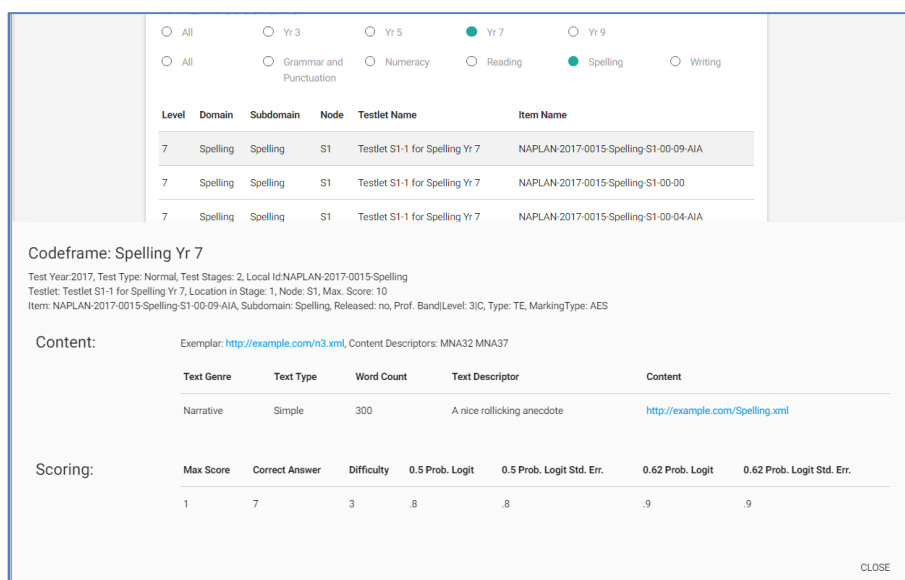 All Yr 3 Yr 5 Yr 7 Yr 9
All Grammar and Punctuation Numeracy Reading Spelling Writing
Level Domain Subdomain Node Testlet Name Item Name
7 Spelling Spelling S1 Testlet S1-1 for Spelling Yr 7 NAPLAN-2017-0015-Spelling-S1-00-09-AIA
7 Spelling Spelling S1 Testlet S1-1 for Spelling Yr 7 NAPLAN-2017-0015-Spelling-S1-00-00
7 Spelling Spelling S1 Testlet S1-1 for Spelling Yr 7 NAPLAN-2017-0015-Spelling-S1-00-04-AIA
Codeframe: Spelling Yr 7
Test Year:2017, Test Type: Normal, Test Stages: 2, Local Id:NAPLAN-2017-0015-Spelling
Testlet: Testlet S1-1 for Spelling Yr 7, Location in Stage: 1, Node: S1, Max. Score: 10
Item: NAPLAN-2017-0015-Spelling-S1-00-09-AIA, Subdomain: Spelling, Released: no, Prof. Band|Level: 3|C, Type: TE, MarkingType: AES
Content: Exemplar: http://example.com/n3.xml, Content Descriptors: MNA32 MNA37
Text Genre Text Type Word Count Text Descriptor Content
Narrative Simple 300 A nice rollicking anecdote http://example.com/Spelling.xml
Scoring: Max Score Correct Answer Difficulty 0.5 Prob. Logit 0.5 Prob. Logit Std. Err. 0.62 Prob. Logit 0.62 Prob. Logit Std. Err.
1 7 3 .8 .8 .9 .9
CLOSE